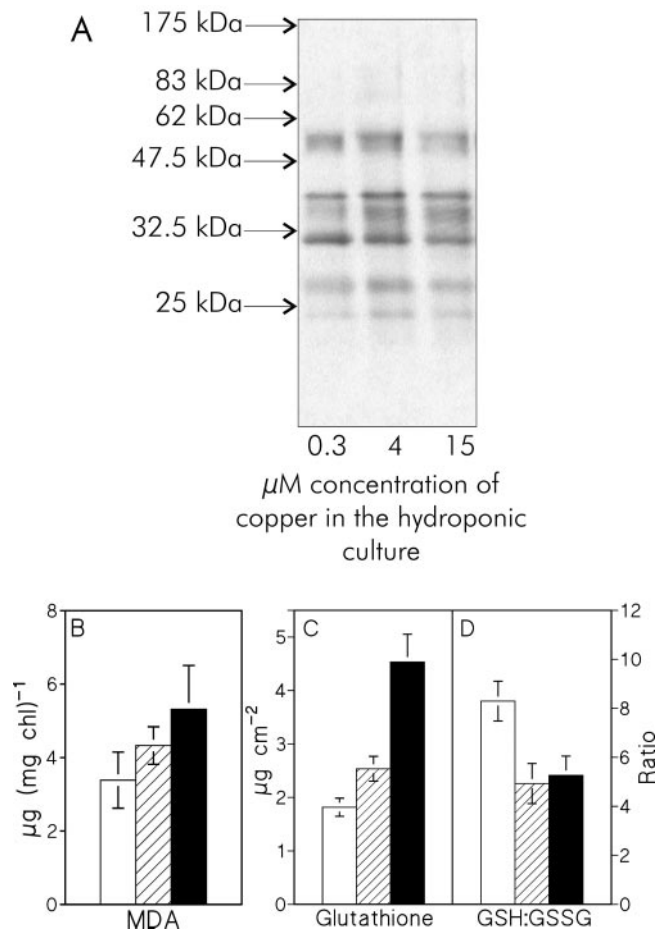 A
175 kDa
83 kDa
62 kDa
47.5 kDa
32.5 kDa
25 kDa
0.3 4 15
μM concentration of
copper in the hydroponic
culture
B
8
6
4
2
0
μg (mg chl)⁻¹
MDA
C
5
4
3
2
1
0
μg cm⁻²
Glutathione
D
12
10
8
6
4
2
0
Ratio
GSH:GSSG